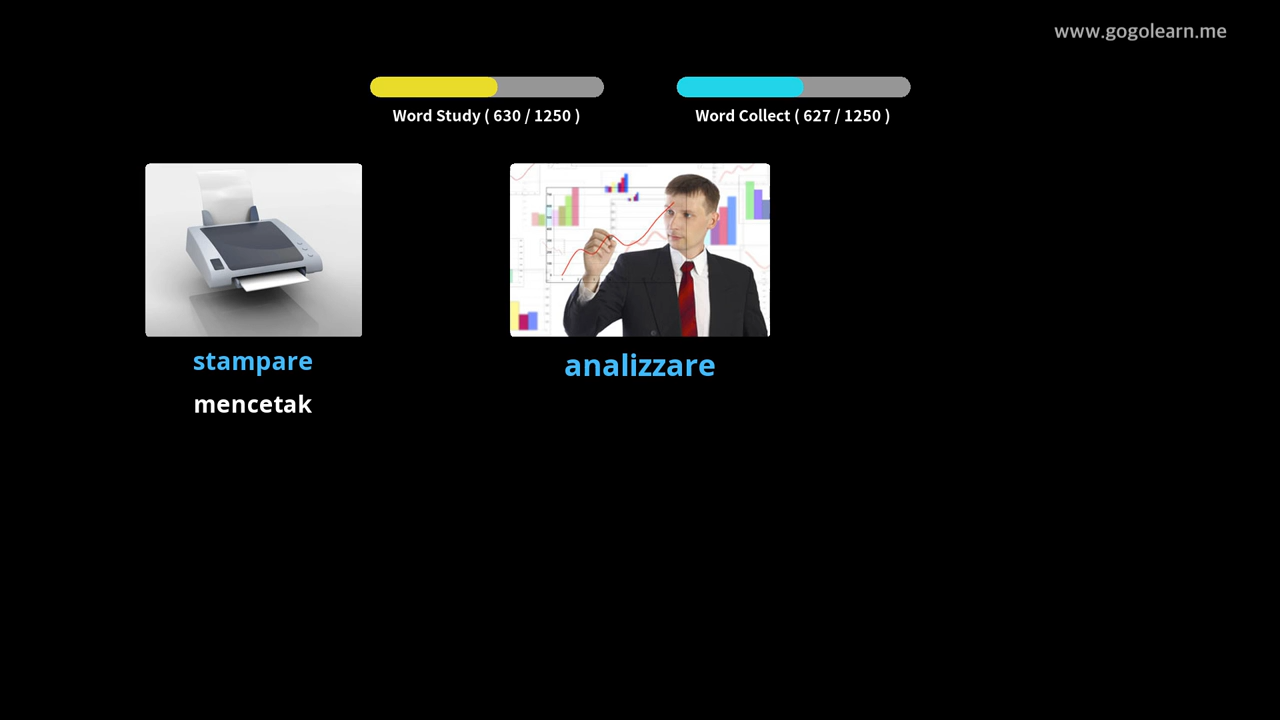 www.gogolearn.me
Word Study ( 630 / 1250 )
Word Collect ( 627 / 1250 )
stampare
mencetak
analizzare